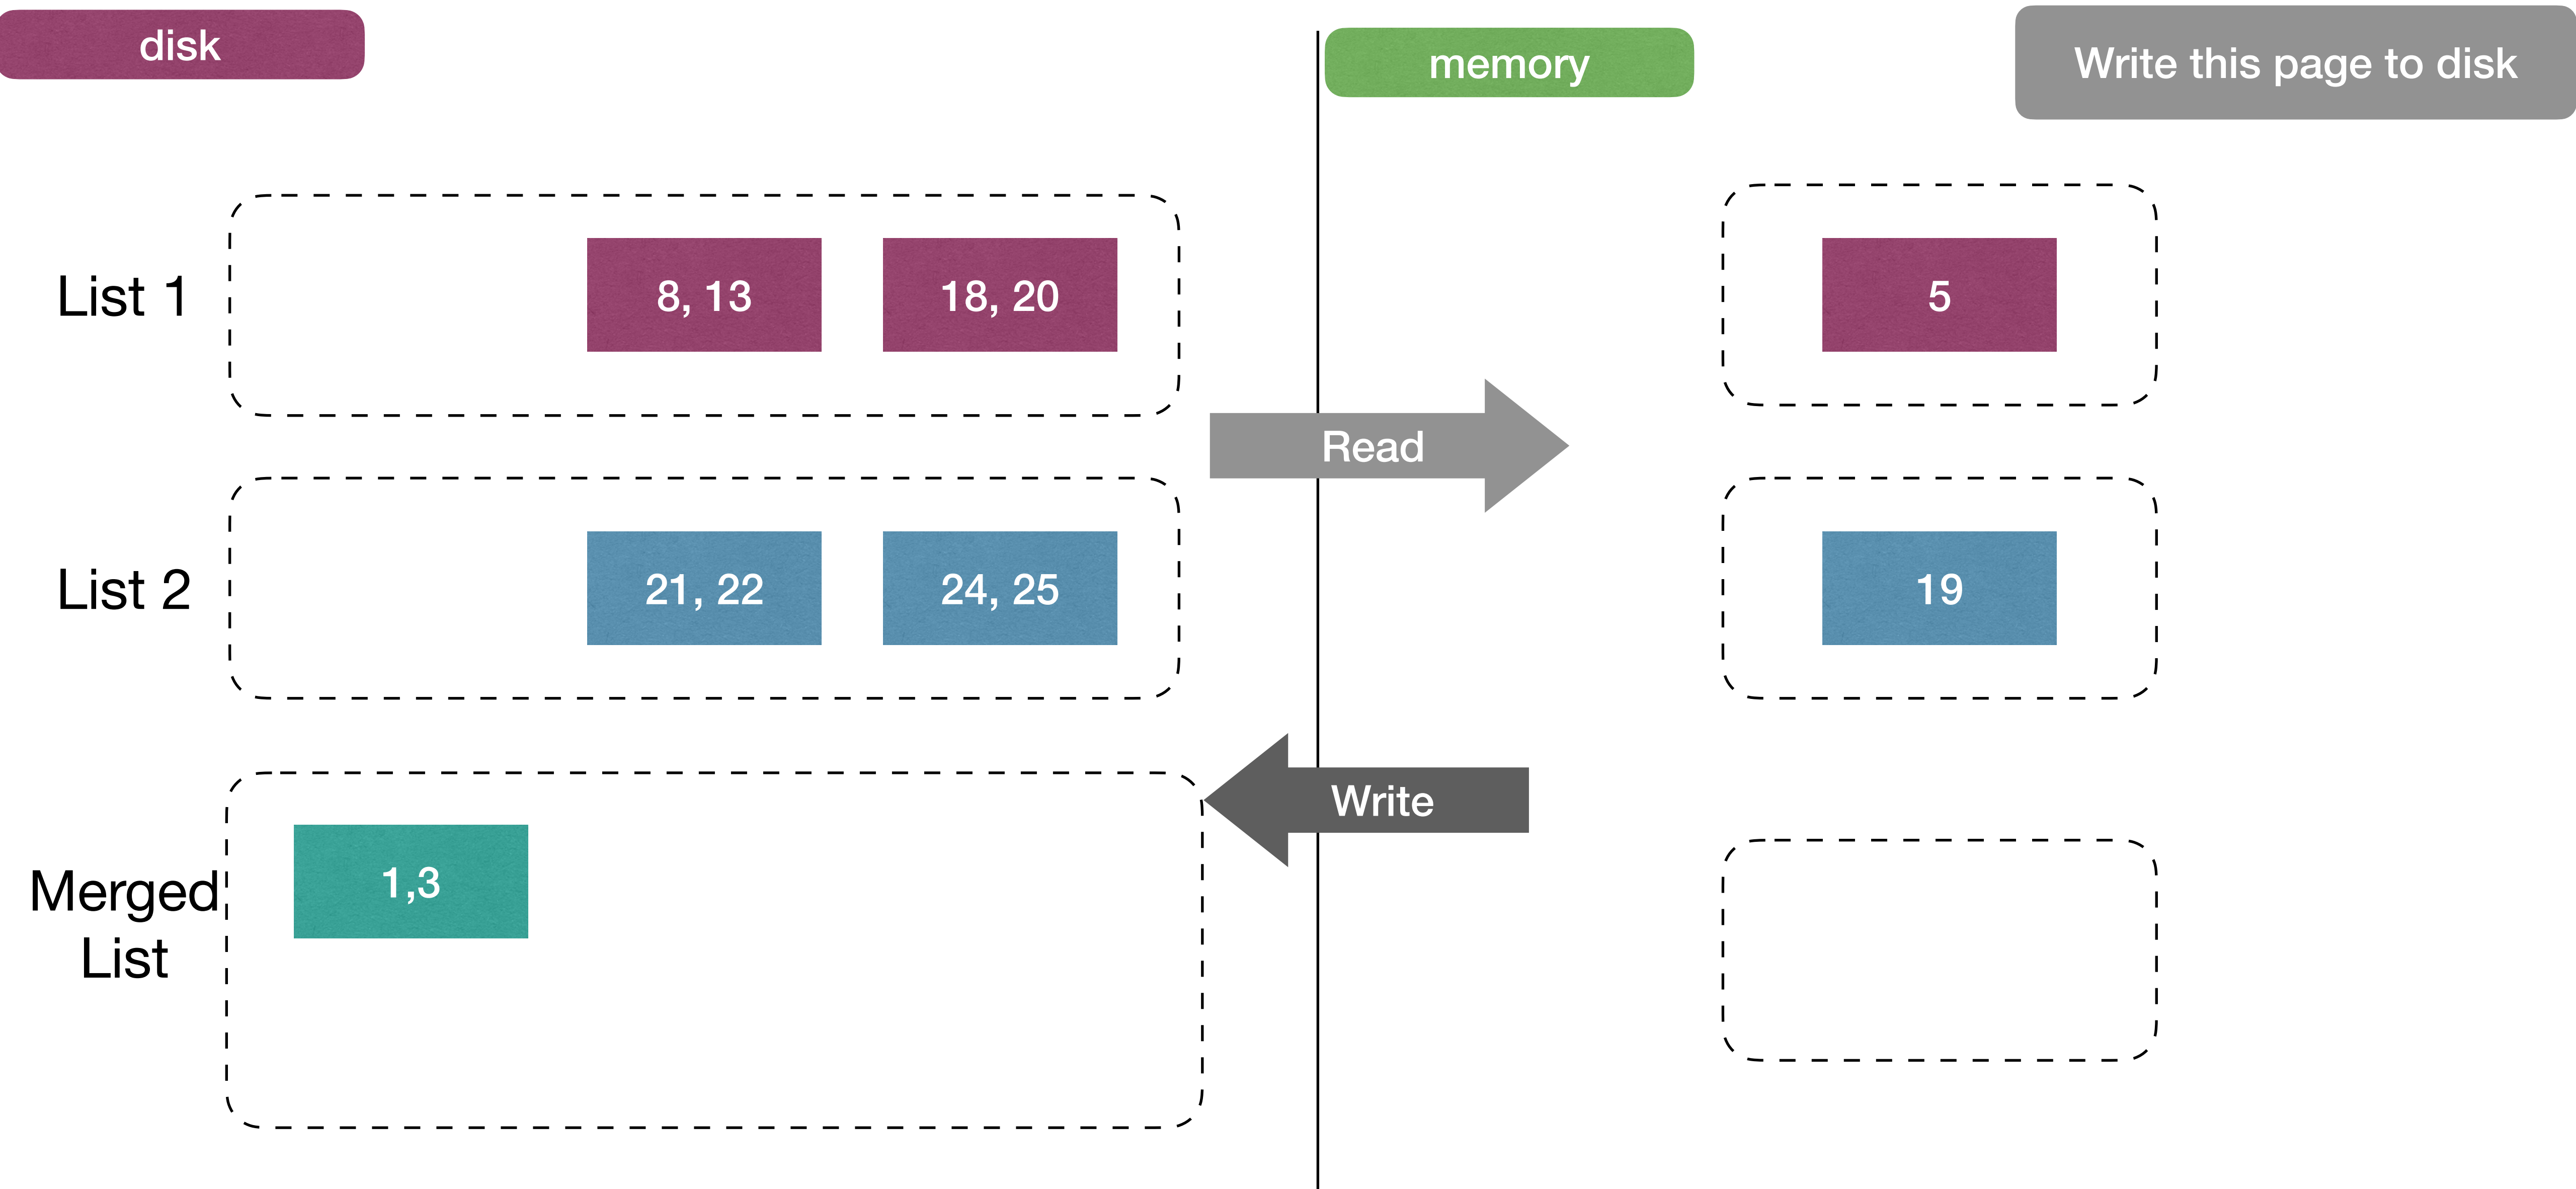 disk
memory
Write this page to disk
List 1
8, 13
18, 20
5
Read
List 2
21, 22
24, 25
19
Write
Merged
List
1,3